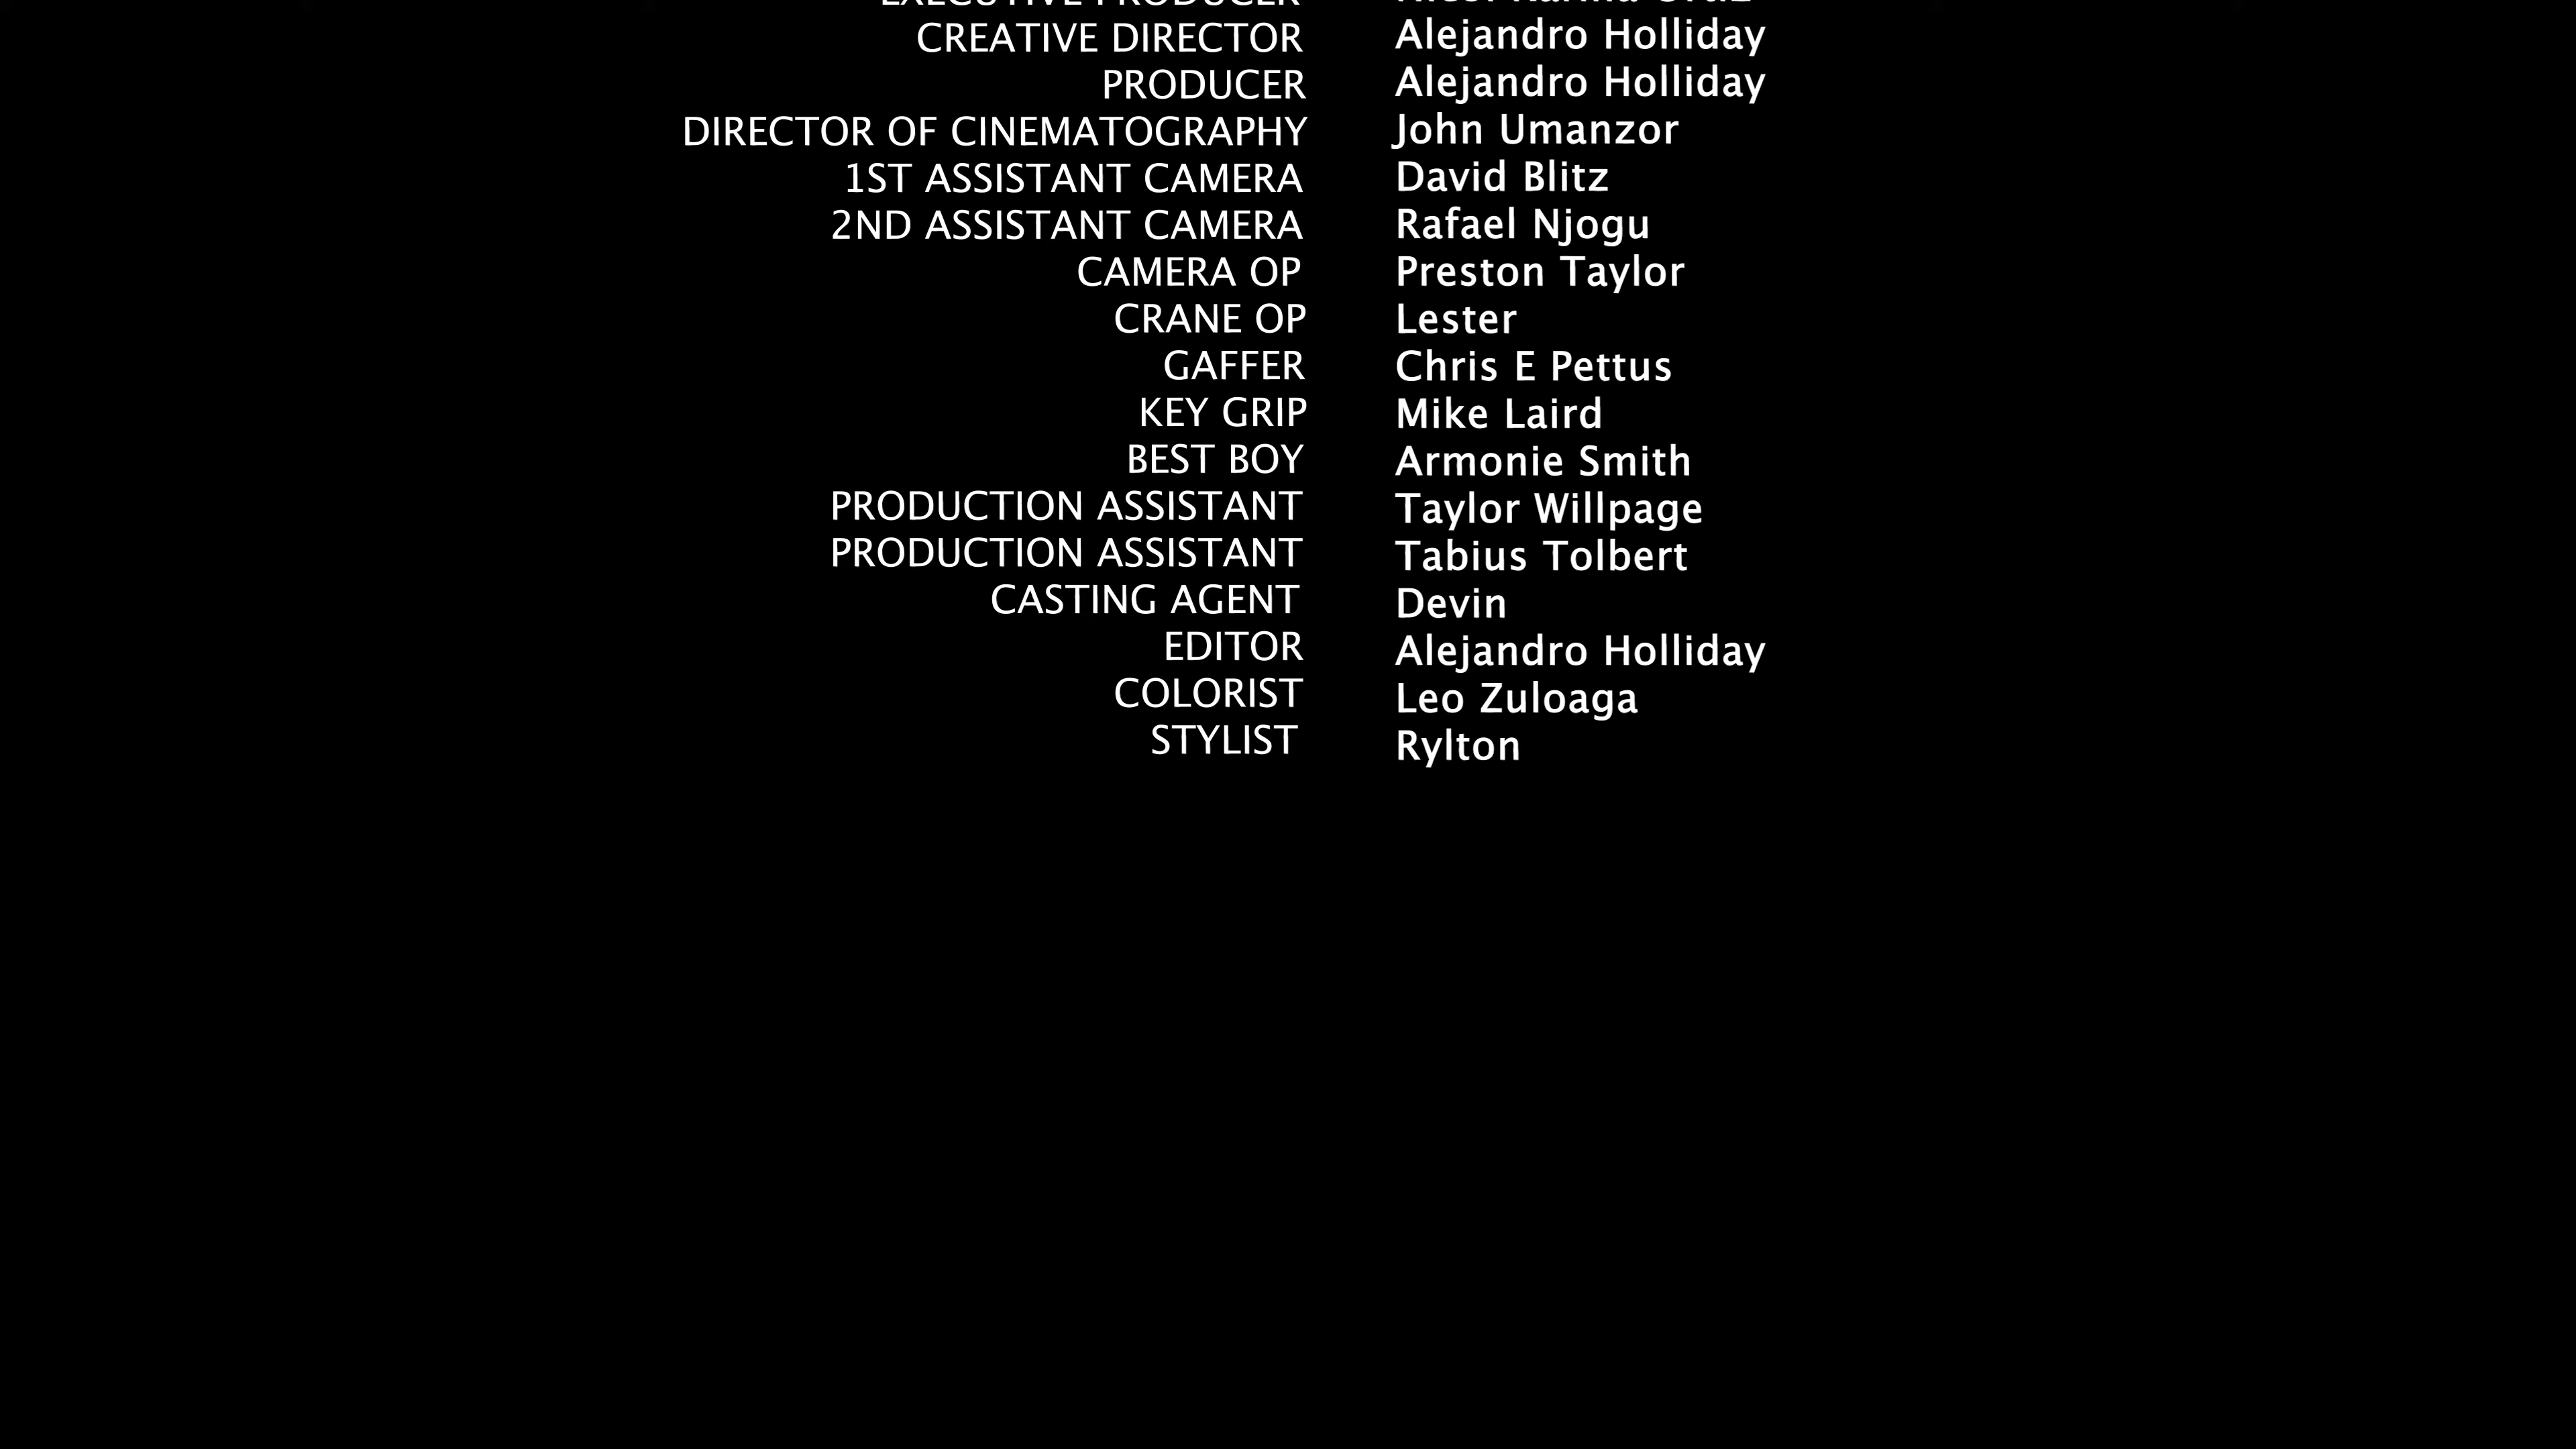 EXECUTIVE PRODUCER
CREATIVE DIRECTOR Alejandro Holliday
PRODUCER Alejandro Holliday
DIRECTOR OF CINEMATOGRAPHY John Umanzor
1ST ASSISTANT CAMERA David Blitz
2ND ASSISTANT CAMERA Rafael Njogu
CAMERA OP Preston Taylor
CRANE OP Lester
GAFFER Chris E Pettus
KEY GRIP Mike Laird
BEST BOY Armonie Smith
PRODUCTION ASSISTANT Taylor Willpage
PRODUCTION ASSISTANT Tabius Tolbert
CASTING AGENT Devin
EDITOR Alejandro Holliday
COLORIST Leo Zuloaga
STYLIST Rylton